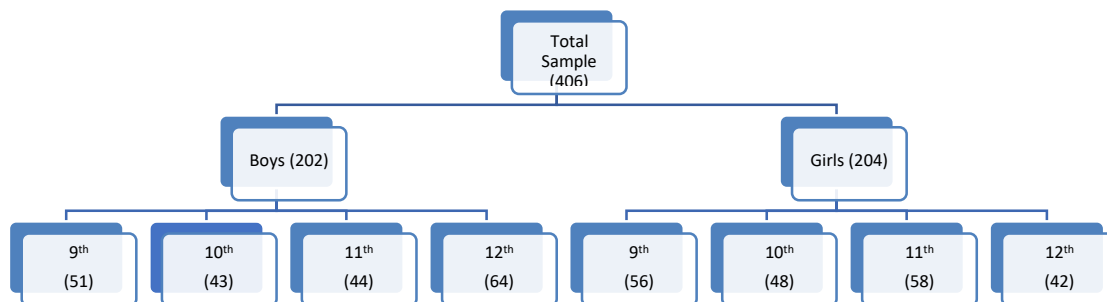 Total
Sample
(406)
Boys (202)
Girls (204)
9th
(51)
10th
(43)
11th
(44)
12th
(64)
9th
(56)
10th
(48)
11th
(58)
12th
(42)